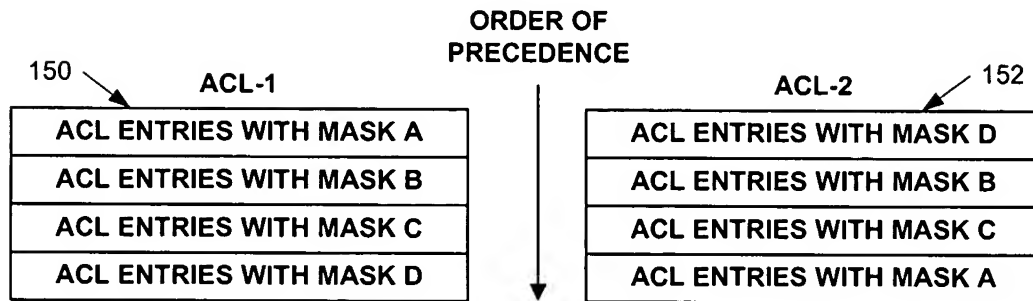 ORDER OF
PRECEDENCE
150
ACL-1
ACL ENTRIES WITH MASK A
ACL ENTRIES WITH MASK B
ACL ENTRIES WITH MASK C
ACL ENTRIES WITH MASK D
ACL-2
152
ACL ENTRIES WITH MASK D
ACL ENTRIES WITH MASK B
ACL ENTRIES WITH MASK C
ACL ENTRIES WITH MASK A